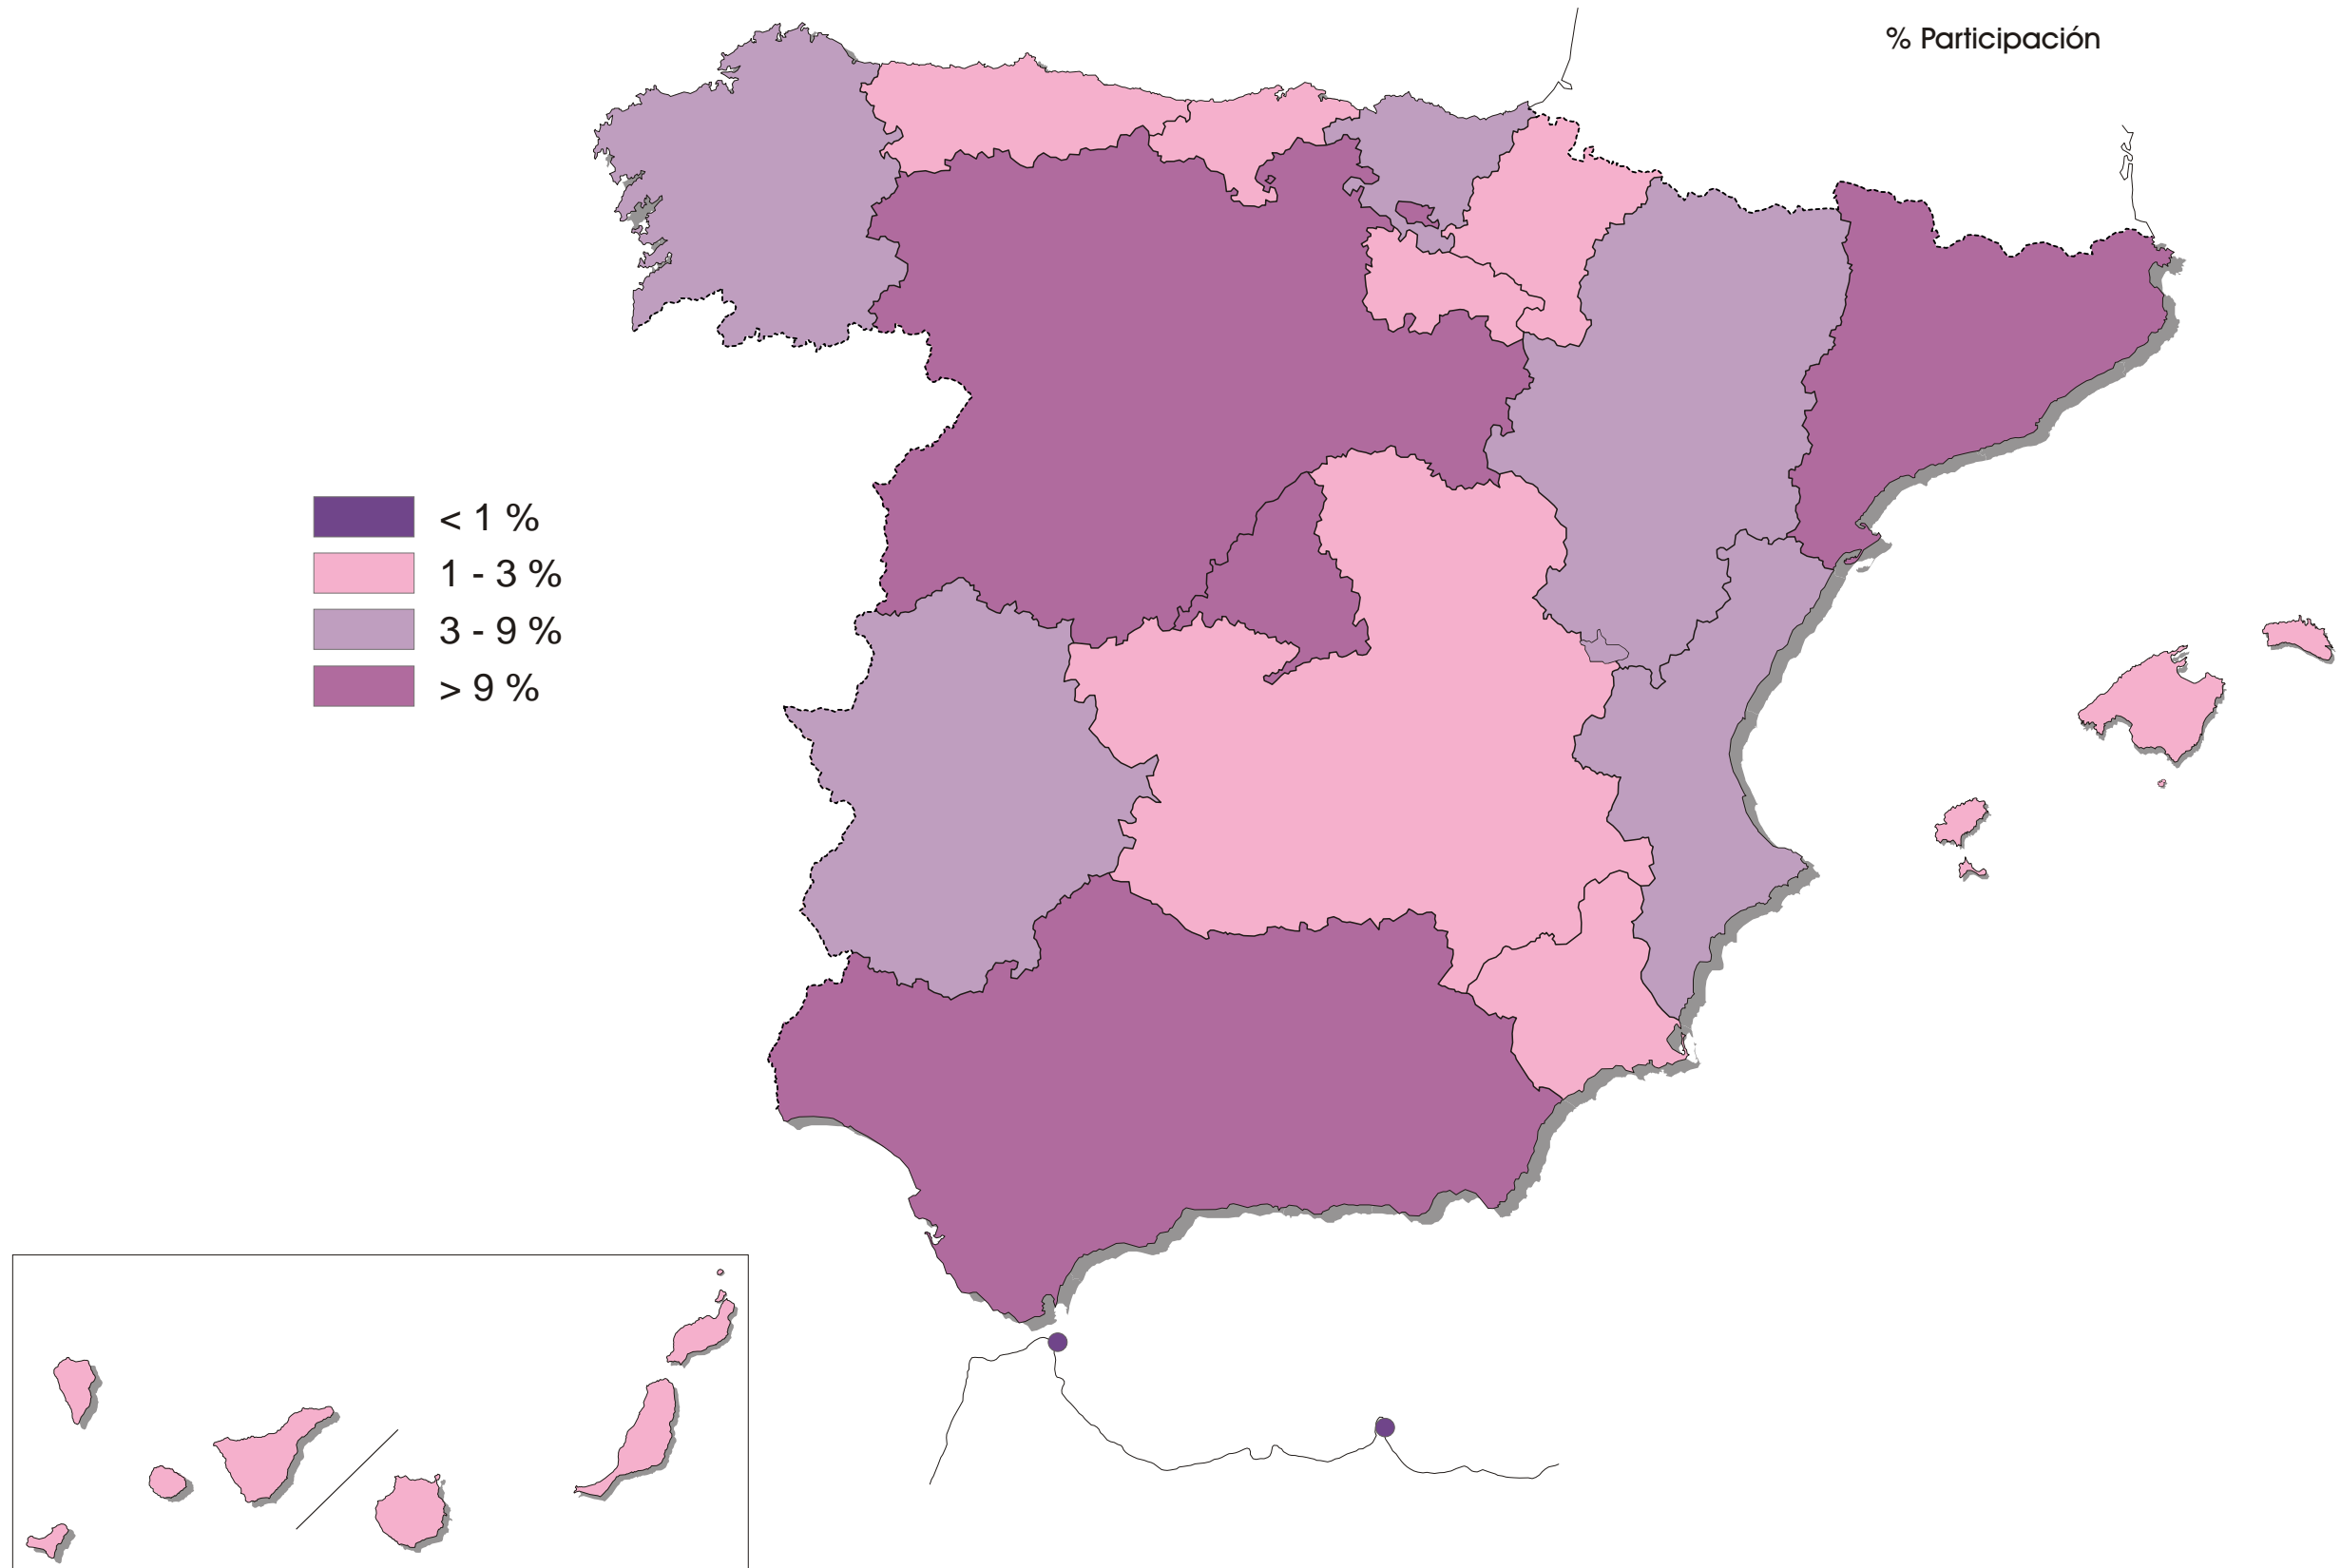 % Participación
< 1 %
1 - 3 %
3 - 9 %
> 9 %